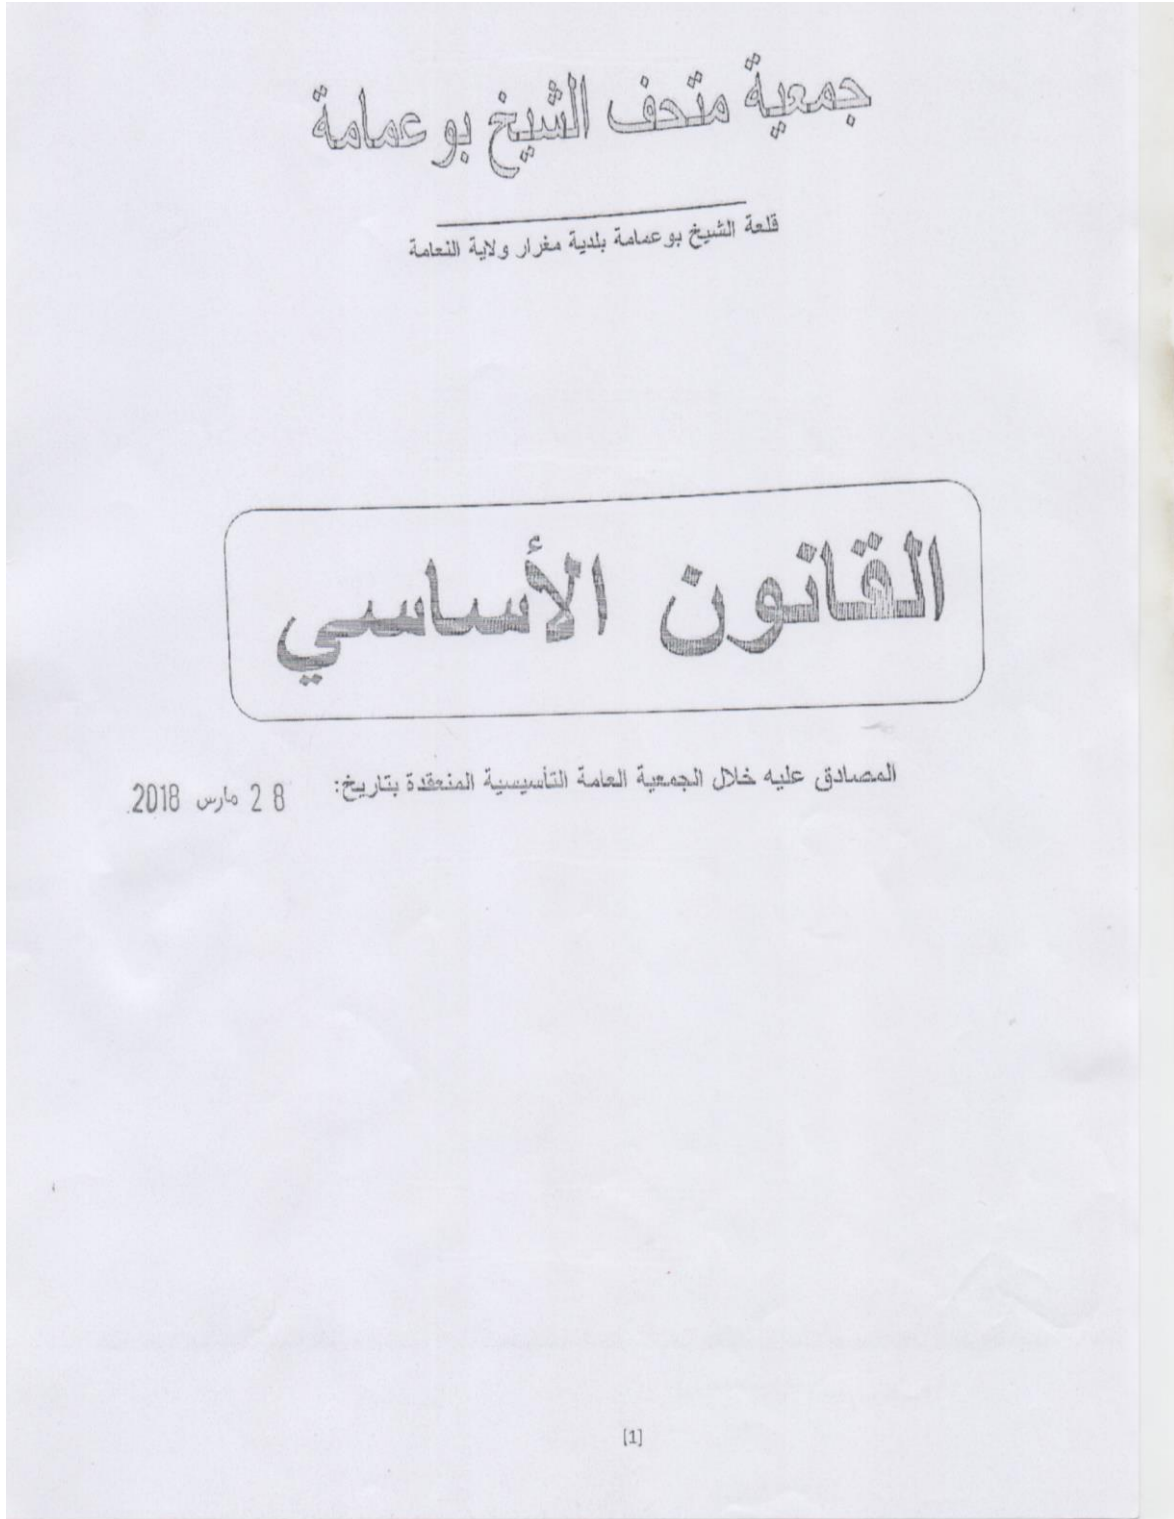 جمعية متحف الشيخ بوعمامة
قلعة الشيخ بوعمامة بلدية مغرار ولاية النعامة
القانون الأساسي
المصادق عليه خلال الجمعية العامة التأسيسية المنعقدة بتاريخ: 28 مارس 2018
[1]